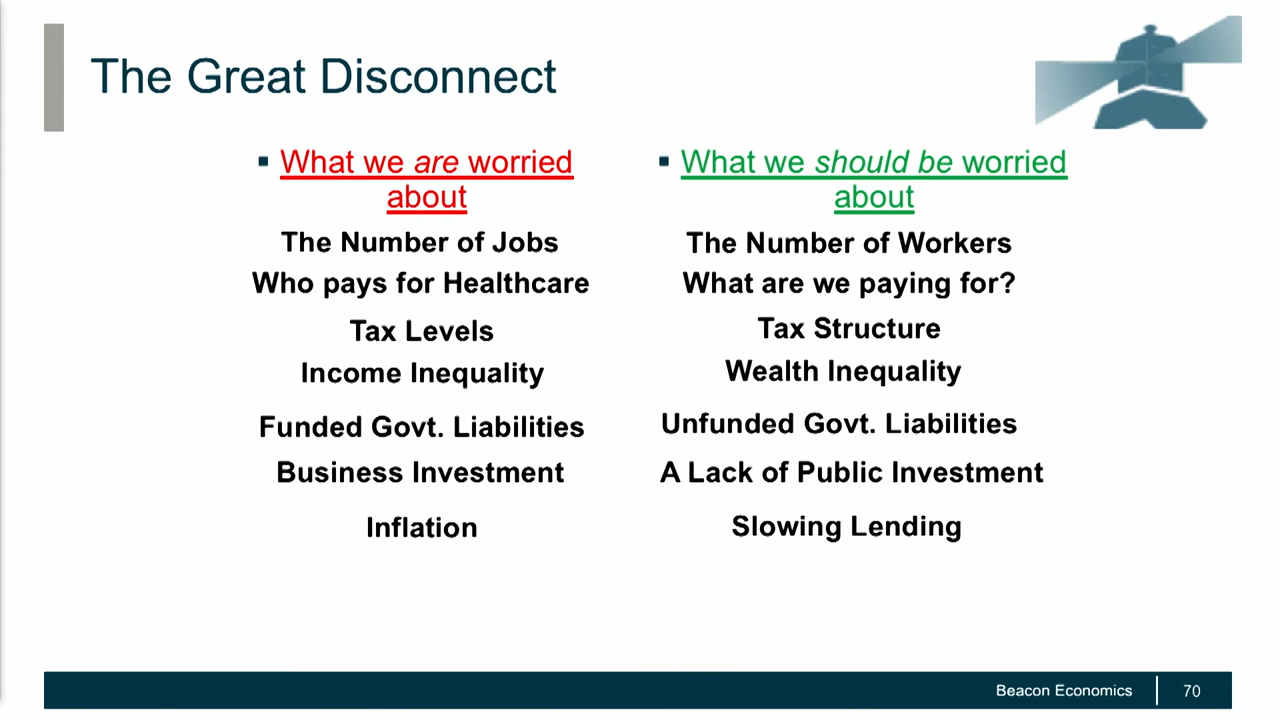 The Great Disconnect
▪ What we are worried
about
The Number of Jobs
Who pays for Healthcare
Tax Levels
Income Inequality
Funded Govt. Liabilities
Business Investment
Inflation
▪ What we should be worried
about
The Number of Workers
What are we paying for?
Tax Structure
Wealth Inequality
Unfunded Govt. Liabilities
A Lack of Public Investment
Slowing Lending
Beacon Economics
70